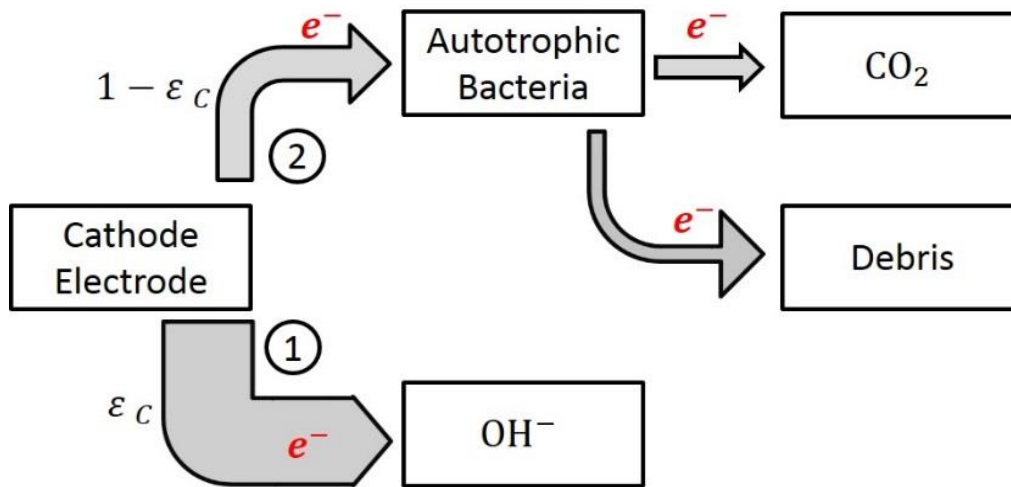 e⁻
e⁻
Autotrophic
Bacteria
CO₂
1 − ε C
2
e⁻
Cathode
Electrode
Debris
1
ε C
e⁻
OH⁻